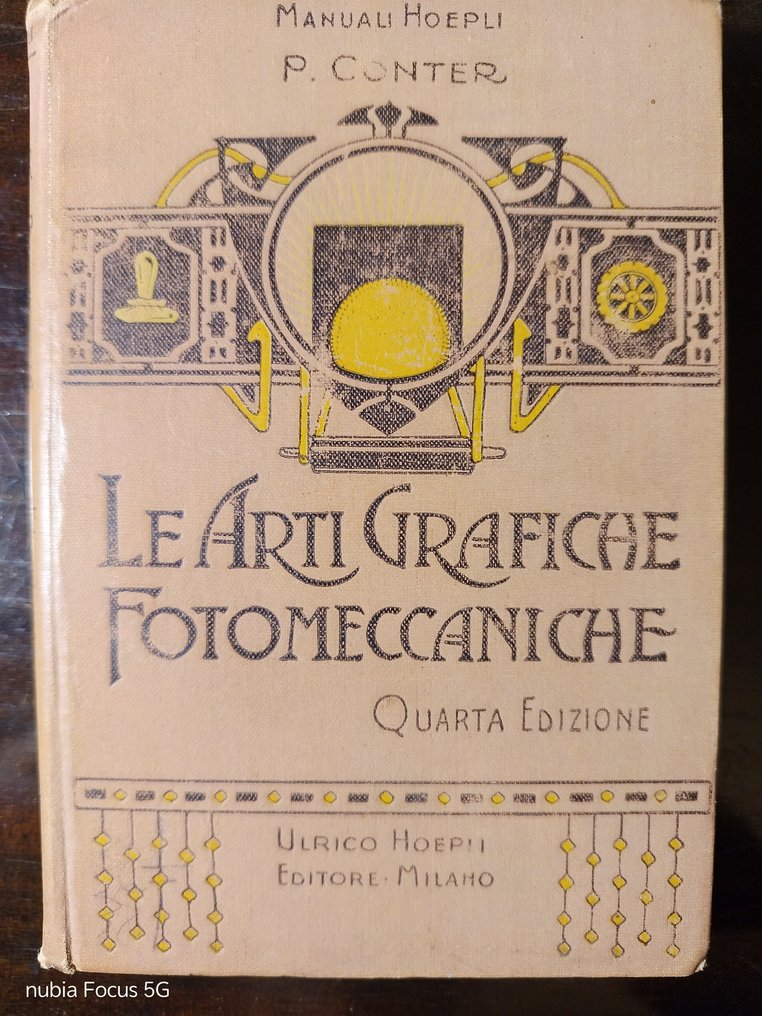 MANUALI HOEPLI
P. CONTER
LE ARTI GRAFICHE
FOTOMECCANICHE
QUARTA EDIZIONE
ULRICO HOEPLI
EDITORE · MILANO
nubia Focus 5G